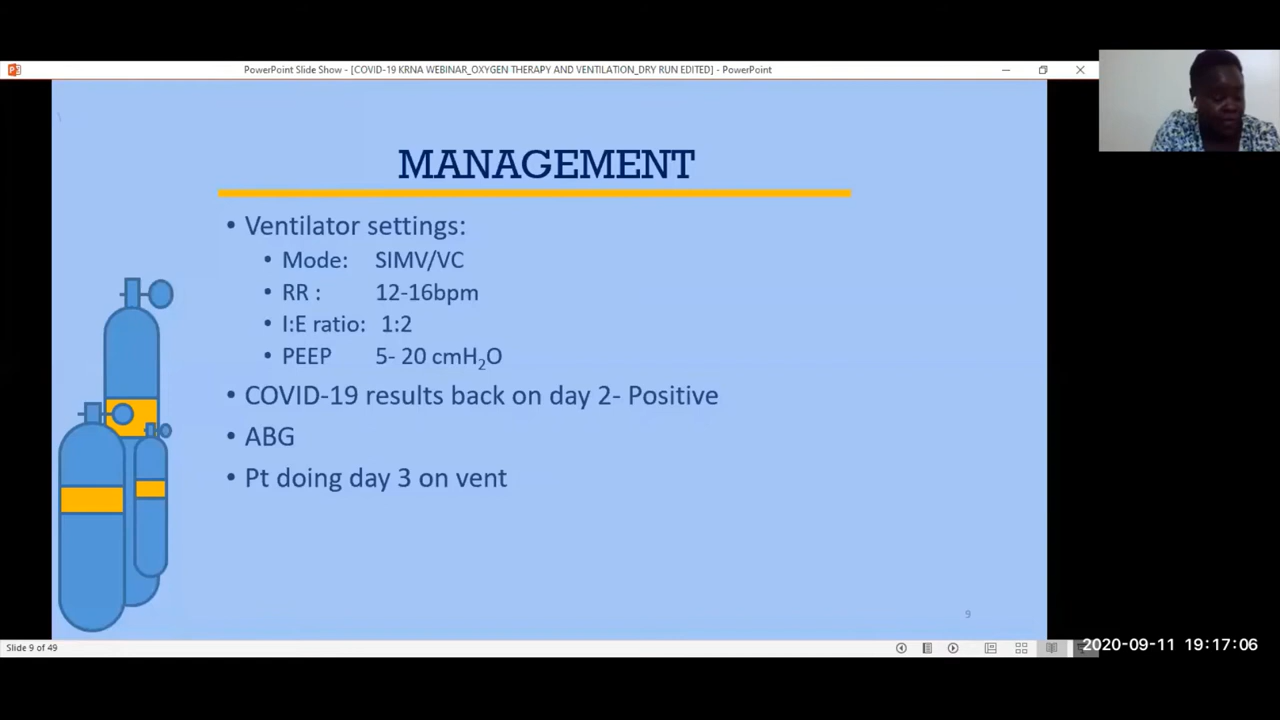 PowerPoint Slide Show - [COVID-19 KRNA WEBINAR_OXYGEN THERAPY AND VENTILATION_DRY RUN EDITED] - PowerPoint
MANAGEMENT
• Ventilator settings:
• Mode: SIMV/VC
• RR : 12-16bpm
• I:E ratio: 1:2
• PEEP 5- 20 cmH₂O
• COVID-19 results back on day 2- Positive
• ABG
• Pt doing day 3 on vent
9
Slide 9 of 49
2020-09-11 19:17:06